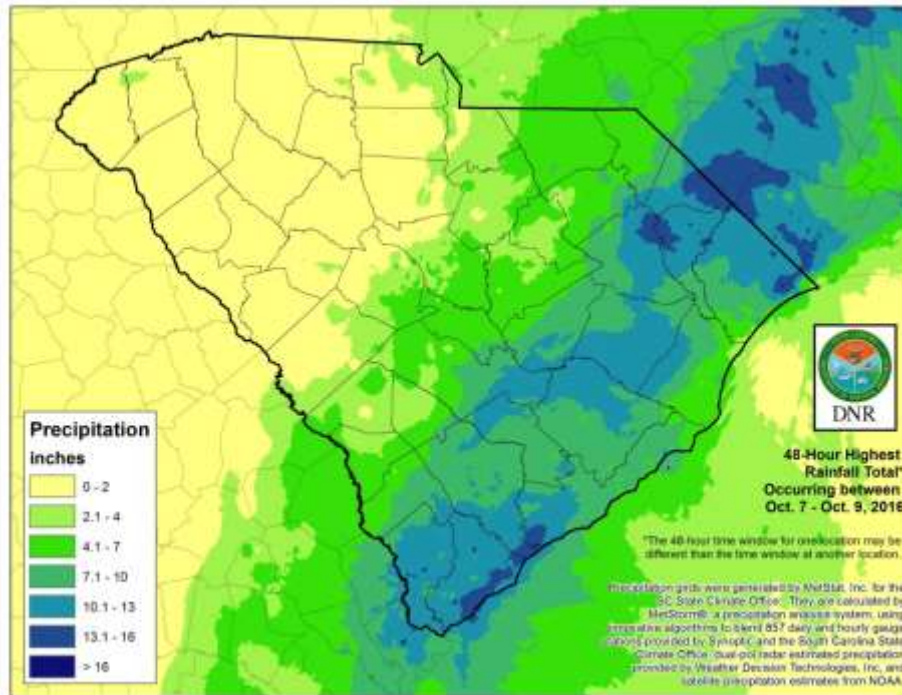 DNR
48-Hour Highest
Rainfall Total*
Occurring between
Oct. 7 - Oct. 9, 2016
*The 48-hour time window for one location may be
different than the time window at another location.
Precipitation grids were generated by MetStat, Inc. for the
SC State Climate Office. They are calculated by
MetStorm®, a precipitation analysis system, using
algorithms to blend 857 daily and hourly gauge
stations provided by Synoptic and the South Carolina State
Climate Office, dual-pol radar estimated precipitation
provided by Weather Decision Technologies, Inc. and
satellite precipitation estimates from NOAA.
Precipitation
inches
0 - 2
2.1 - 4
4.1 - 7
7.1 - 10
10.1 - 13
13.1 - 16
> 16